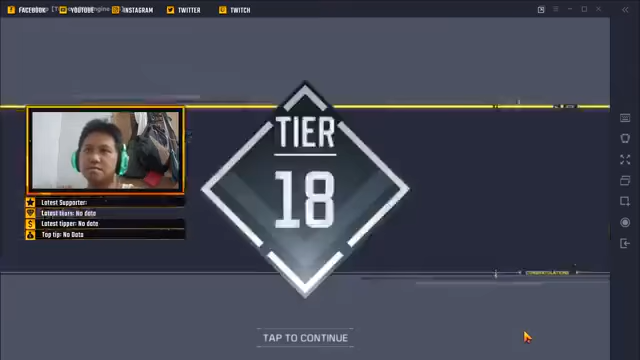 FACEBOOK
YOUTUBE
INSTAGRAM
TWITTER
TWITCH
TIER
18
Latest Supporter:
Latest No data
Latest tipper: No data
Top tip: No Data
CONGRATULATIONS
TAP TO CONTINUE